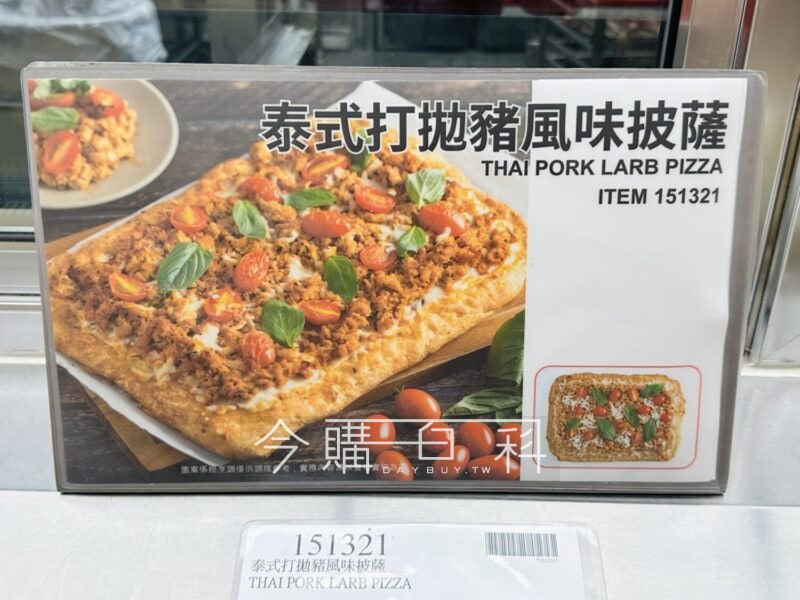 泰式打拋豬風味披薩
THAI PORK LARB PIZZA
ITEM 151321
今購百科
DAYBUY.TW
151321
泰式打拋豬風味披薩
THAI PORK LARB PIZZA